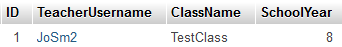 ID TeacherUsername ClassName SchoolYear
1 JoSm2 TestClass 8